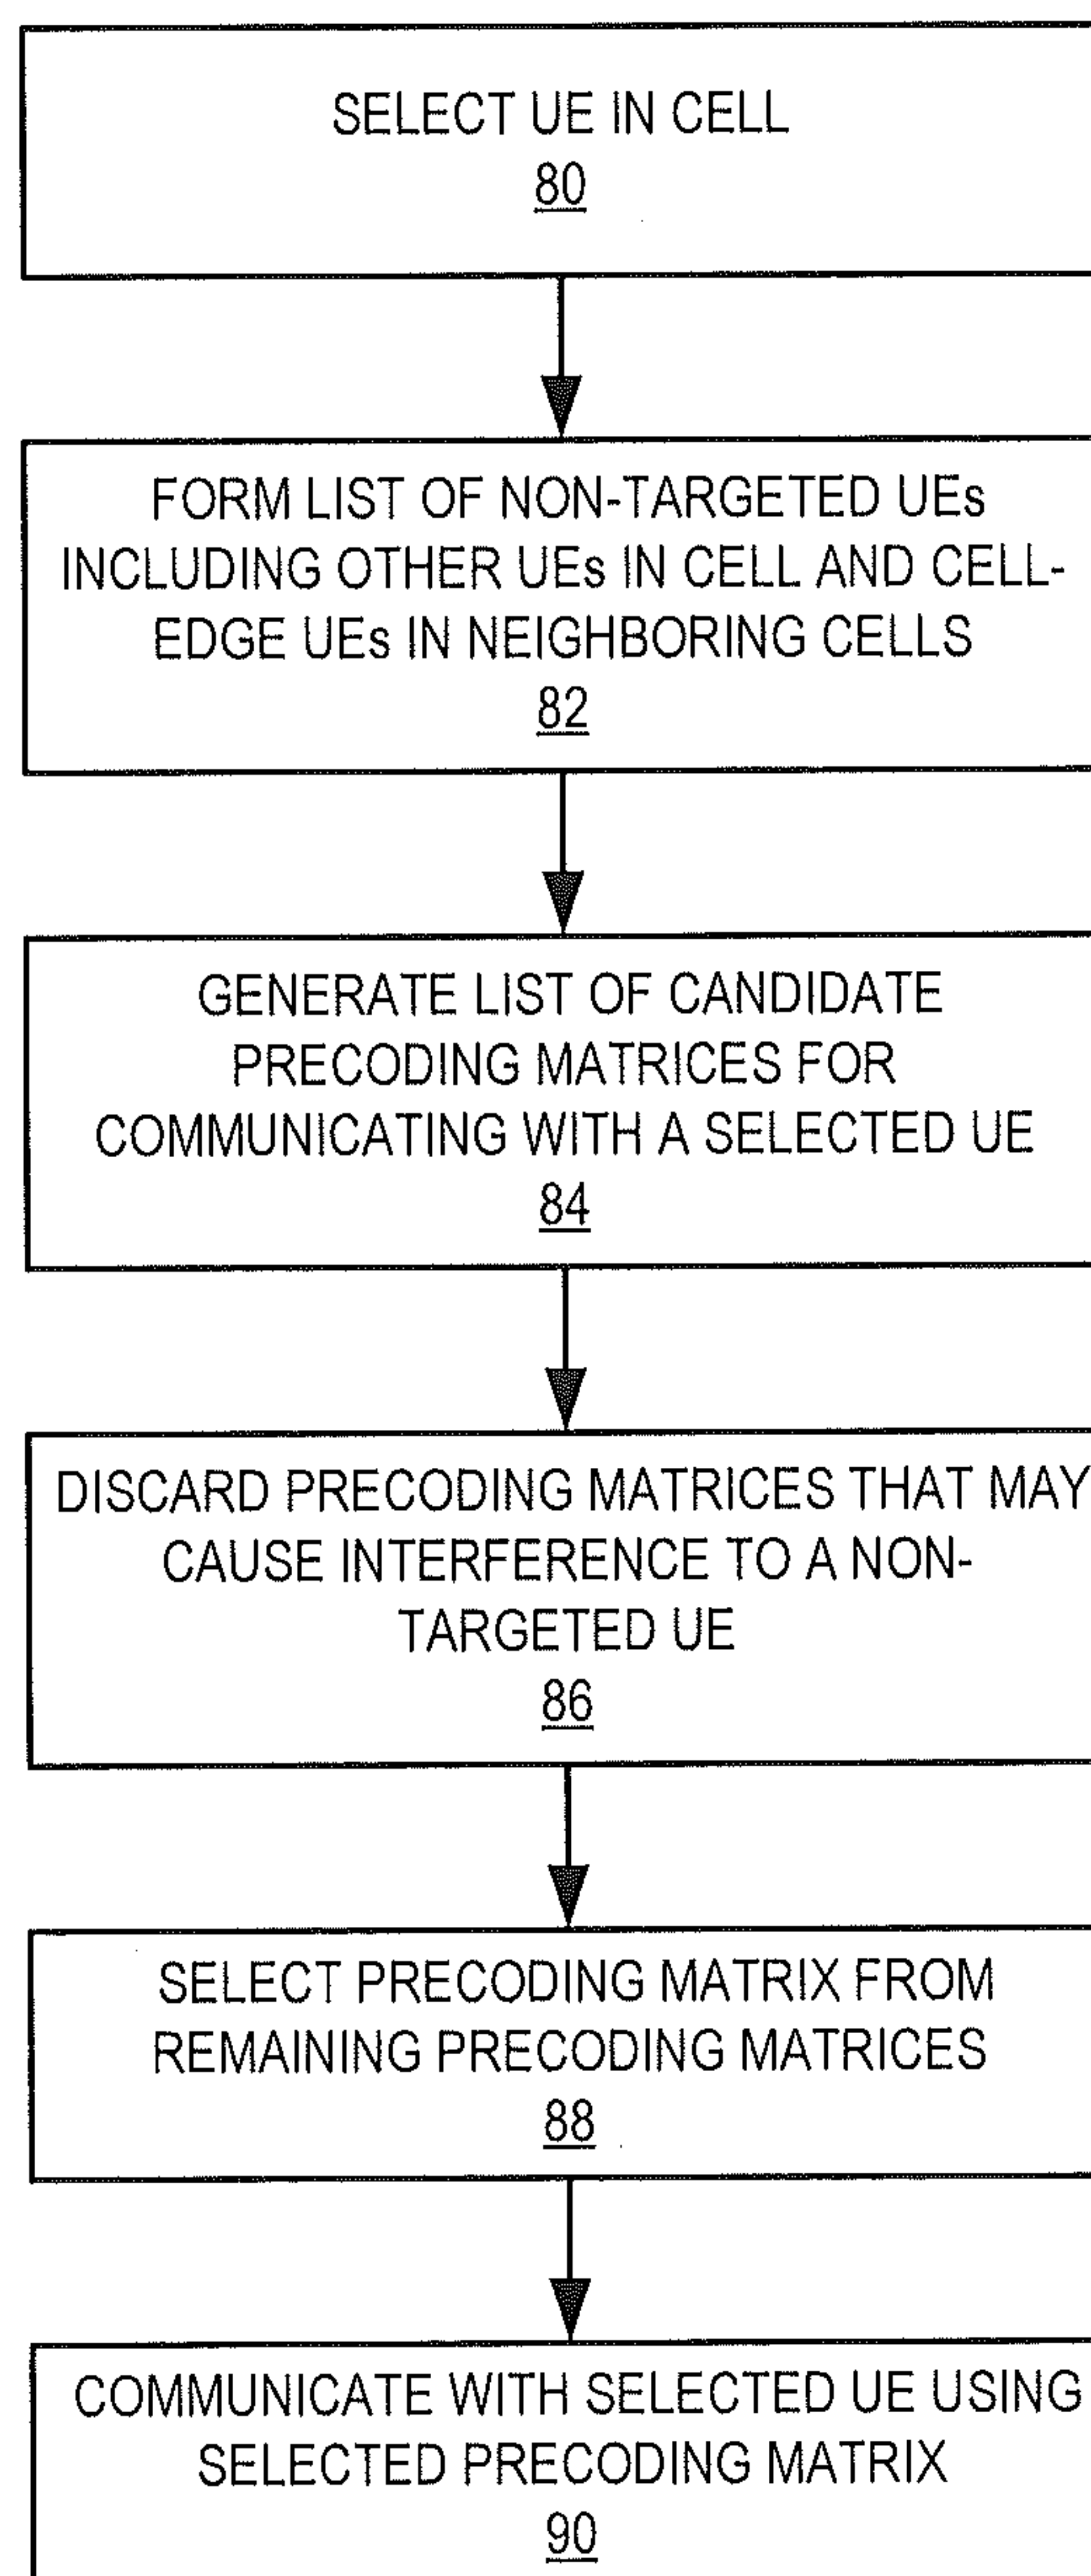 SELECT UE IN CELL
80
FORM LIST OF NON-TARGETED UEs
INCLUDING OTHER UEs IN CELL AND CELL-
EDGE UEs IN NEIGHBORING CELLS
82
GENERATE LIST OF CANDIDATE
PRECODING MATRICES FOR
COMMUNICATING WITH A SELECTED UE
84
DISCARD PRECODING MATRICES THAT MAY
CAUSE INTERFERENCE TO A NON-
TARGETED UE
86
SELECT PRECODING MATRIX FROM
REMAINING PRECODING MATRICES
88
COMMUNICATE WITH SELECTED UE USING
SELECTED PRECODING MATRIX
90